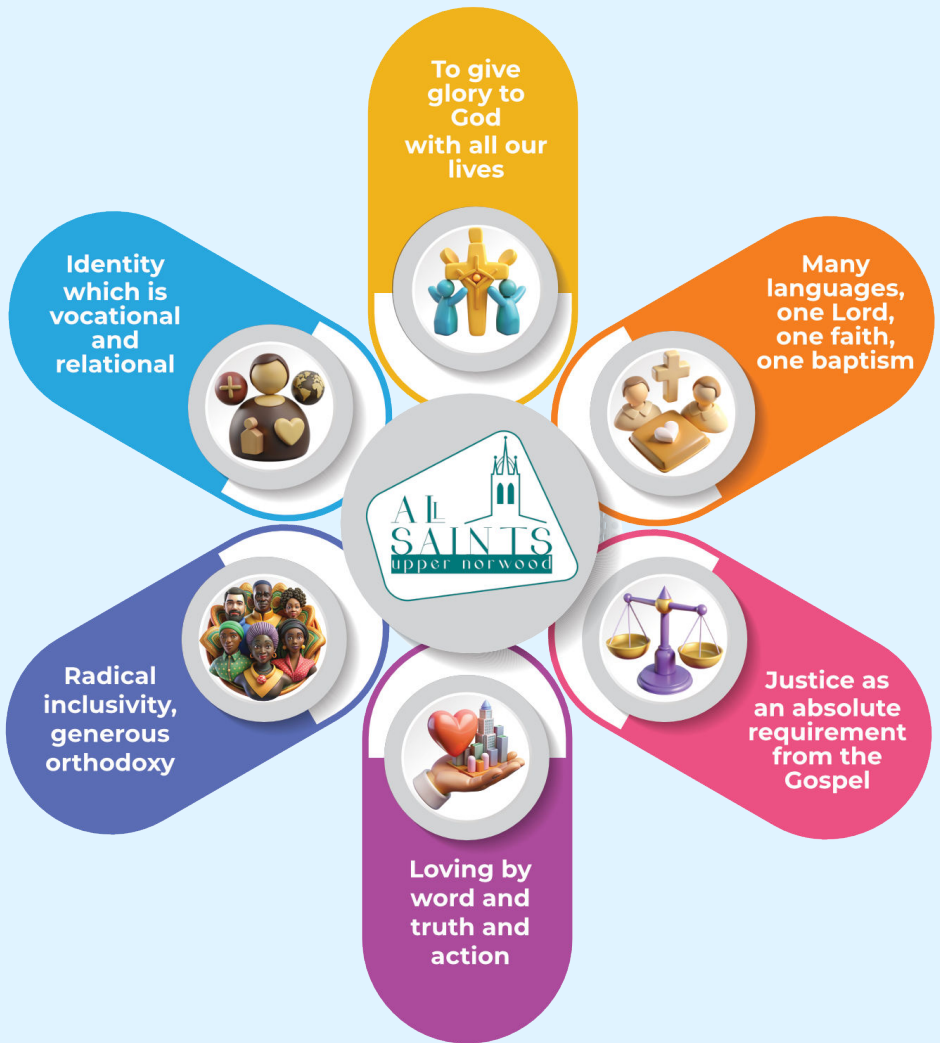 To give
glory to
God
with all our
lives
Many
languages,
one Lord,
one faith,
one baptism
Justice as
an absolute
requirement
from the
Gospel
Loving by
word and
truth and
action
Radical
inclusivity,
generous
orthodoxy
Identity
which is
vocational
and
relational
ALL
SAINTS
upper norwood